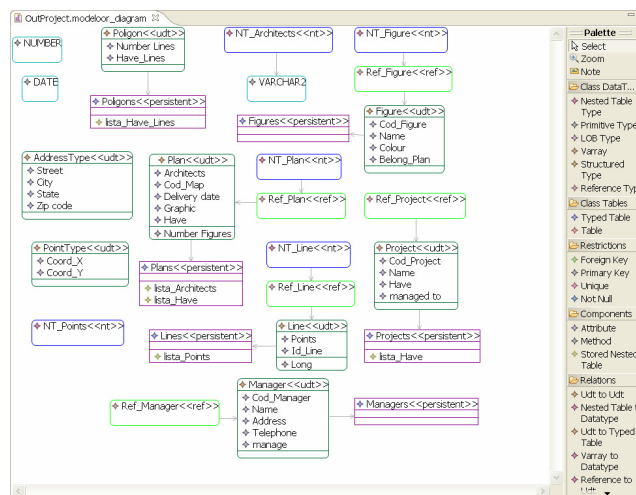 OutProject.modeloor_diagram
NUMBER
DATE
Poligon<<udt>>
Number Lines
Have_Lines
Poligons<<persistent>>
lista_Have_Lines
NT_Architects<<nt>>
VARCHAR2
NT_Figure<<nt>>
Ref_Figure<<ref>>
Figures<<persistent>>
Figure<<udt>>
Cod_Figure
Name
Colour
Belong_Plan
AddressType<<udt>>
Street
City
State
Zip code
Plan<<udt>>
Architects
Cod_Map
Delivery date
Graphic
Have
Number Figures
NT_Plan<<nt>>
Ref_Plan<<ref>>
Ref_Project<<ref>>
PointType<<udt>>
Coord_X
Coord_Y
Plans<<persistent>>
lista_Architects
lista_Have
NT_Line<<nt>>
Ref_Line<<ref>>
Project<<udt>>
Cod_Project
Name
Have
managed to
NT_Points<<nt>>
Lines<<persistent>>
lista_Points
Line<<udt>>
Points
Id_Line
Long
Projects<<persistent>>
lista_Have
Ref_Manager<<ref>>
Manager<<udt>>
Cod_Manager
Name
Address
Telephone
manage
Managers<<persistent>>
Palette
Select
Zoom
Note
Class DataT...
Nested Table
Type
Primitive Type
LOB Type
Varray
Structured
Type
Reference Typ
Class Tables
Typed Table
Table
Restrictions
Foreign Key
Primary Key
Unique
Not Null
Components
Attribute
Method
Stored Nested
Table
Relations
Udt to Udt
Nested Table t
Datatype
Udt to Typed
Table
Varray to
Datatype
Reference to